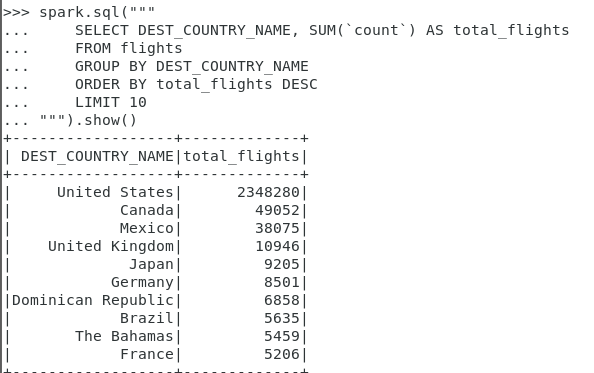 >>> spark.sql("""
...     SELECT DEST_COUNTRY_NAME, SUM(`count`) AS total_flights
...     FROM flights
...     GROUP BY DEST_COUNTRY_NAME
...     ORDER BY total_flights DESC
...     LIMIT 10
... """).show()
+------------------+-------------+
| DEST_COUNTRY_NAME|total_flights|
+------------------+-------------+
|     United States|      2348280|
|            Canada|        49052|
|            Mexico|        38075|
|    United Kingdom|        10946|
|             Japan|         9205|
|           Germany|         8501|
|Dominican Republic|         6858|
|            Brazil|         5635|
|       The Bahamas|         5459|
|            France|         5206|
+------------------+-------------+